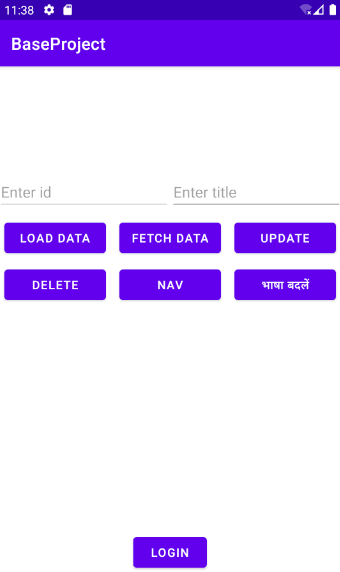 11:38
BaseProject
Enter id Enter title
LOAD DATA FETCH DATA UPDATE
DELETE NAV भाषा बदलें
LOGIN